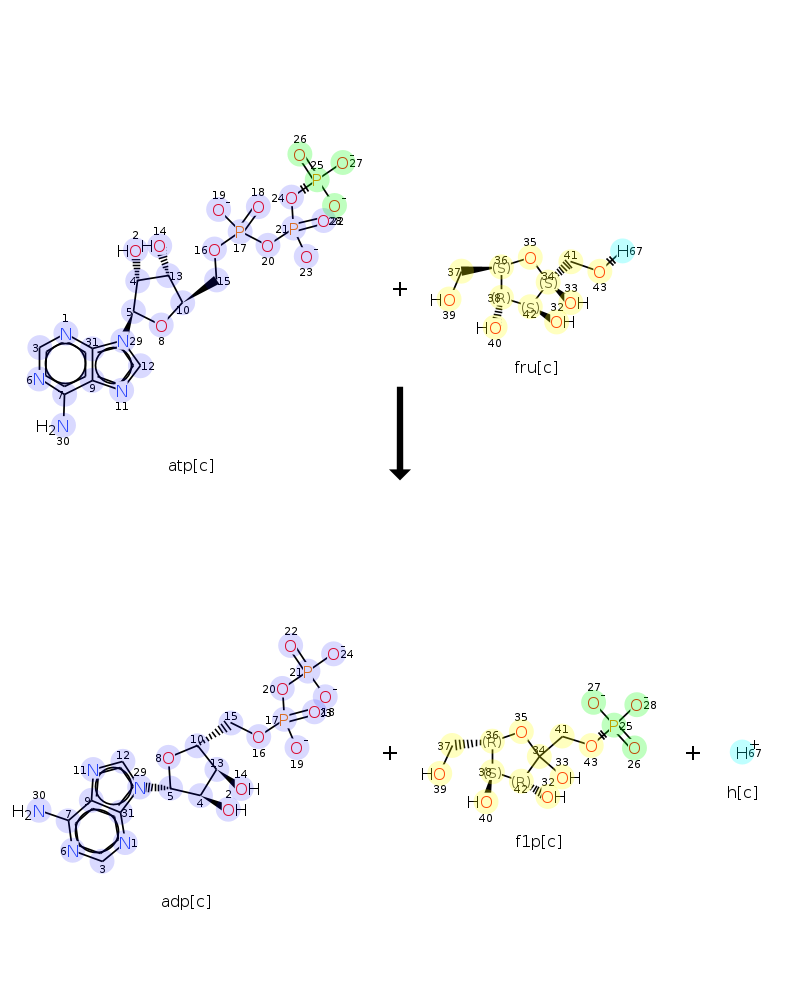 26
O
25
P
O
-
27
24
O
O
-
19
O
-
18
O
P
17
21
P
O
22
2
HO
14
HO
16
O
O
20
O
-
23
4
13
15
5
O
8
10
1
N
31
N
29
3
6
N
7
9
N
11
12
H2N
30
atp[c]
+
35
O
36
(S)
37
HO
39
38
(R)
HO
40
34
(S)
41
O
43
H
67
33
OH
32
OH
42
(S)
fru[c]
22
O
21
P
O
-
24
20
O
O
-
17
P
O
O
-
19
15
O
16
10
8
O
13
14
OH
2
OH
4
5
29
N
12
11
N
9
31
30
H2N
7
6
N
N
1
3
adp[c]
+
35
O
36
(R)
37
HO
39
38
(S)
HO
40
34
41
O
43
33
OH
32
OH
42
(R)
27
O
-
P
25
O
-
28
O
26
f1p[c]
+
H
+
67
h[c]